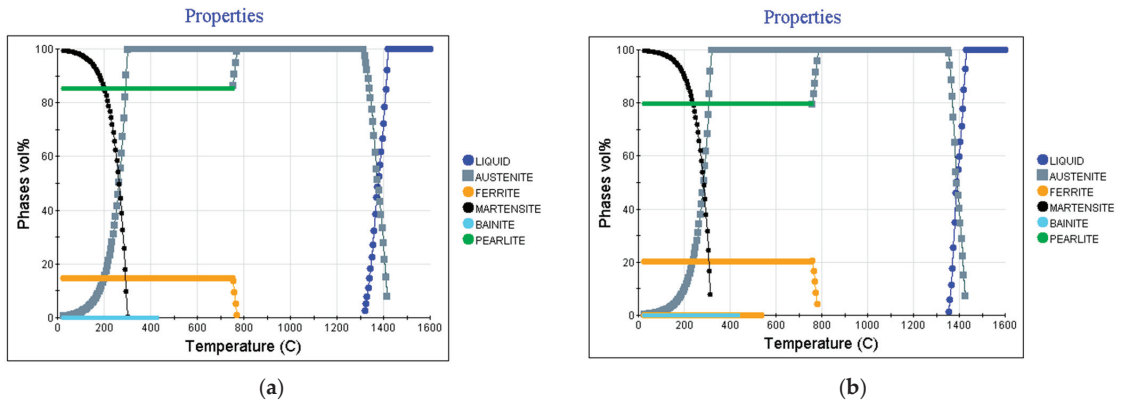 Properties
100
80
60
40
20
0
Phases vol%
0 200 400 600 800 1000 1200 1400 1600
Temperature (C)
LIQUID
AUSTENITE
FERRITE
MARTENSITE
BAINITE
PEARLITE
(a)
Properties
100
80
60
40
20
0
Phases vol%
0 200 400 600 800 1000 1200 1400 1600
Temperature (C)
LIQUID
AUSTENITE
FERRITE
MARTENSITE
BAINITE
PEARLITE
(b)